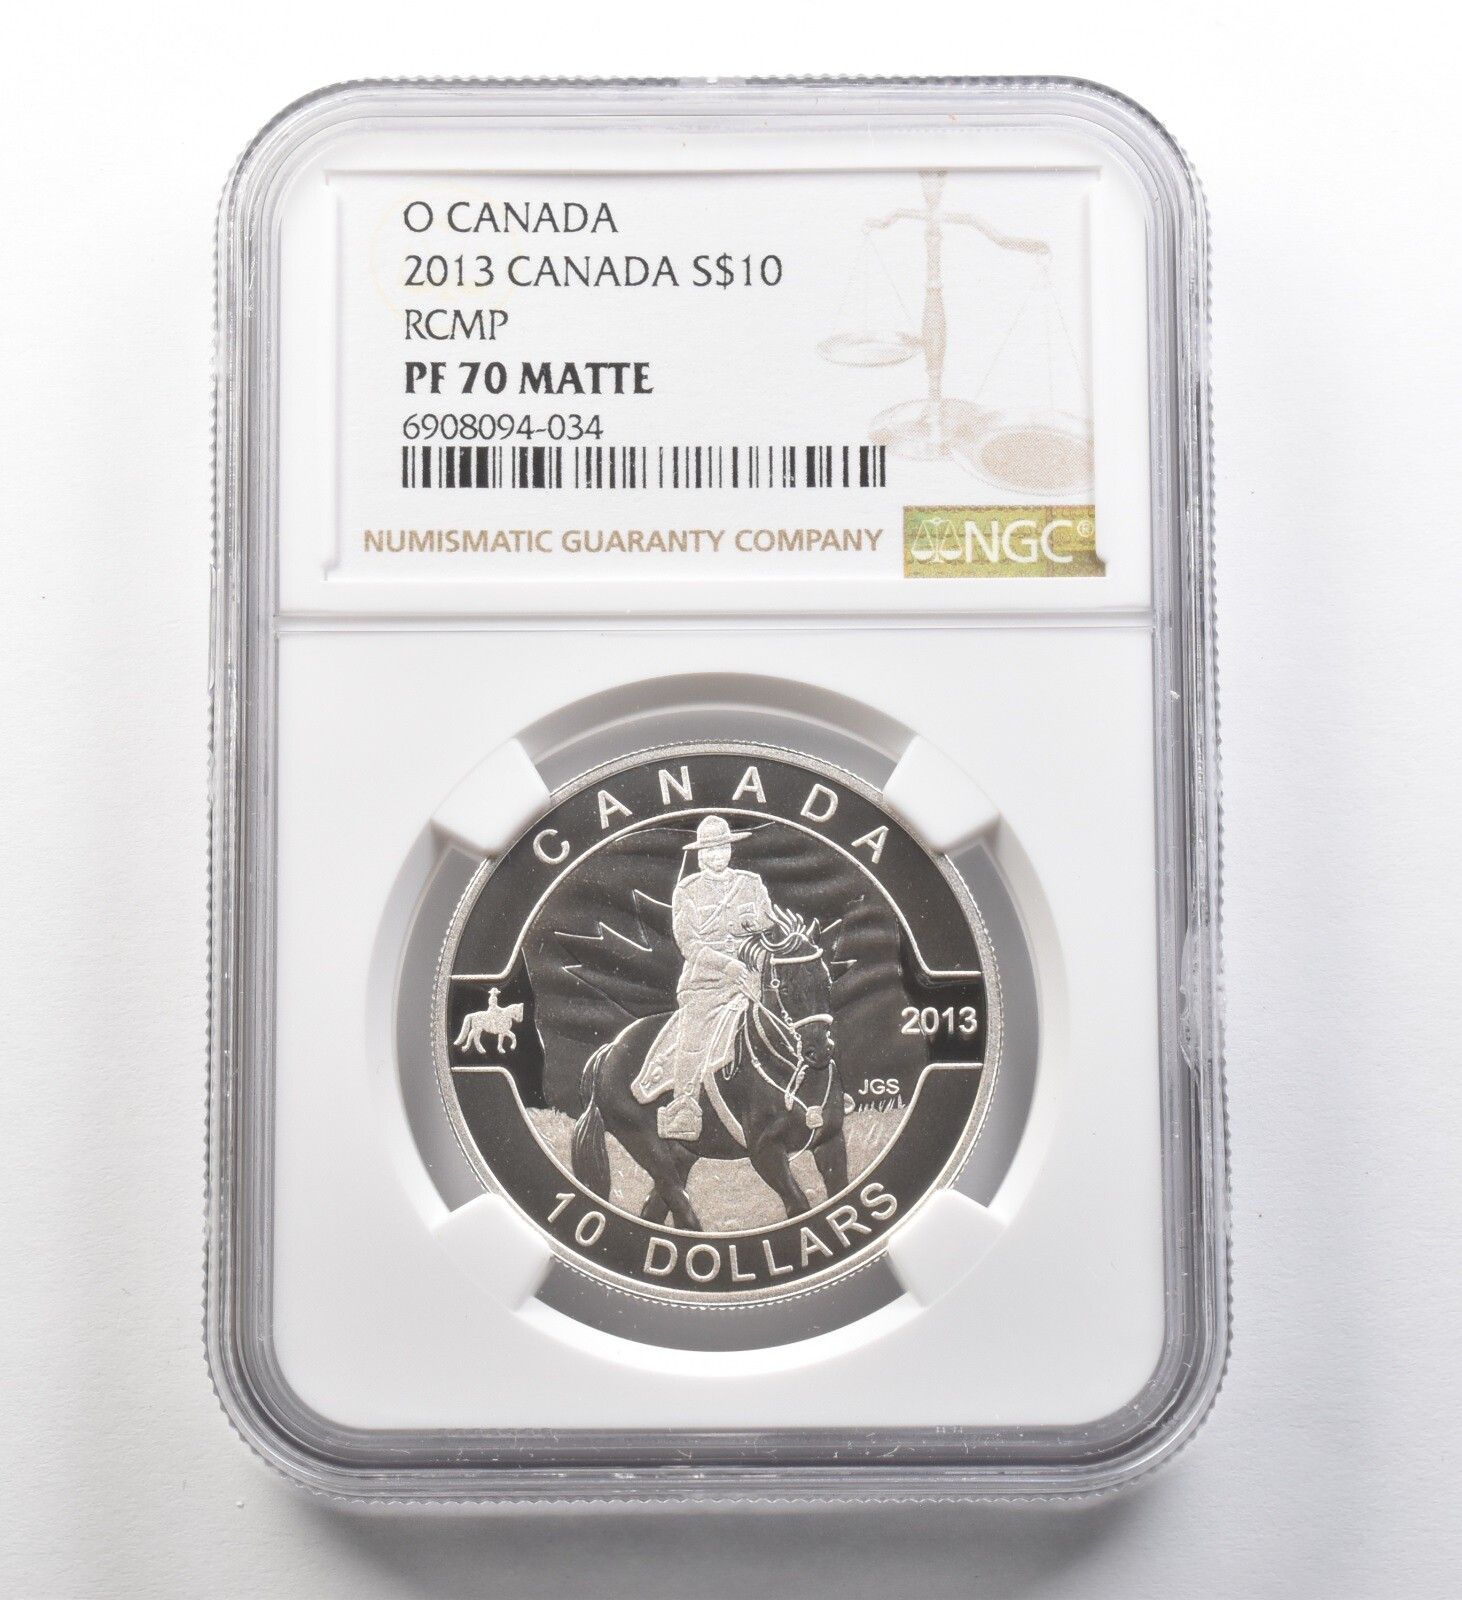 O CANADA
2013 CANADA S$10
RCMP
PF 70 MATTE
6908094-034
NUMISMATIC GUARANTY COMPANY
NGC®
CANADA
2013
JGS
10 DOLLARS